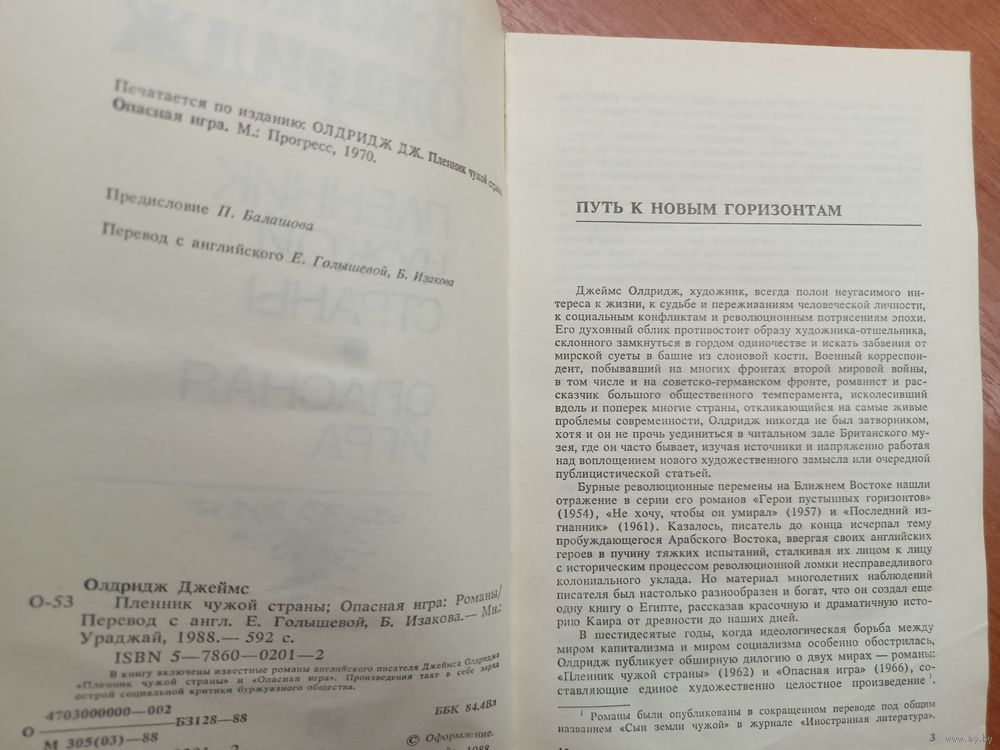 Печатается по изданию: ОЛДРИДЖ ДЖ. Пленник чужой страны.
Опасная игра. М.: Прогресс, 1970.
Предисловие П. Балашова
Перевод с английского Е. Голышевой, Б. Изакова
Олдридж Джеймс
О-53 Пленник чужой страны; Опасная игра: Романы/
Перевод с англ. Е. Голышевой, Б. Изакова.— Мн.:
Ураджай, 1988.— 592 с.
ISBN 5—7860—0201—2
В книгу включены известные романы английского писателя Джеймса Олдриджа
«Пленник чужой страны» и «Опасная игра». Произведения таят в себе заряд
острой социальной критики буржуазного общества.
4703000000—002
О БЗ128—88
М 305(03)—88
ББК 84.4Вл
© Оформление.
ПУТЬ К НОВЫМ ГОРИЗОНТАМ
Джеймс Олдридж, художник, всегда полон неугасимого ин-
тереса к жизни, к судьбе и переживаниям человеческой личности,
к социальным конфликтам и революционным потрясениям эпохи.
Его духовный облик противостоит образу художника-отшельника,
склонного замкнуться в гордом одиночестве и искать забвения от
мирской суеты в башне из слоновой кости. Военный корреспон-
дент, побывавший на многих фронтах второй мировой войны,
в том числе и на советско-германском фронте, романист и рас-
сказчик большого общественного темперамента, исколесивший
вдоль и поперек многие страны, откликающийся на самые живые
проблемы современности, Олдридж никогда не был затворником,
хотя и он не прочь уединиться в читальном зале Британского му-
зея, где он часто бывает, изучая источники и напряженно работая
над воплощением нового художественного замысла или очередной
публицистической статьей.
Бурные революционные перемены на Ближнем Востоке нашли
отражение в серии его романов «Герои пустынных горизонтов»
(1954), «Не хочу, чтобы он умирал» (1957) и «Последний из-
гнанник» (1961). Казалось, писатель до конца исчерпал тему
пробуждающегося Арабского Востока, ввергая своих английских
героев в пучину тяжких испытаний, сталкивая их лицом к лицу
с историческим процессом революционной ломки несправедливого
колониального уклада. Но материал многолетних наблюдений
писателя был настолько разнообразен и богат, что он создал еще
одну книгу о Египте, рассказав красочную и драматичную исто-
рию Каира от древности до наших дней.
В шестидесятые годы, когда идеологическая борьба между
миром капитализма и миром социализма особенно обострилась,
Олдридж публикует обширную дилогию о двух мирах — романы:
«Пленник чужой страны» (1962) и «Опасная игра» (1966), со-
ставляющие единое художественно целостное произведение ¹.
¹ Романы были опубликованы в сокращенном переводе под общим
названием «Сын земли чужой» в журнале «Иностранная литература».
3
www.ay.by